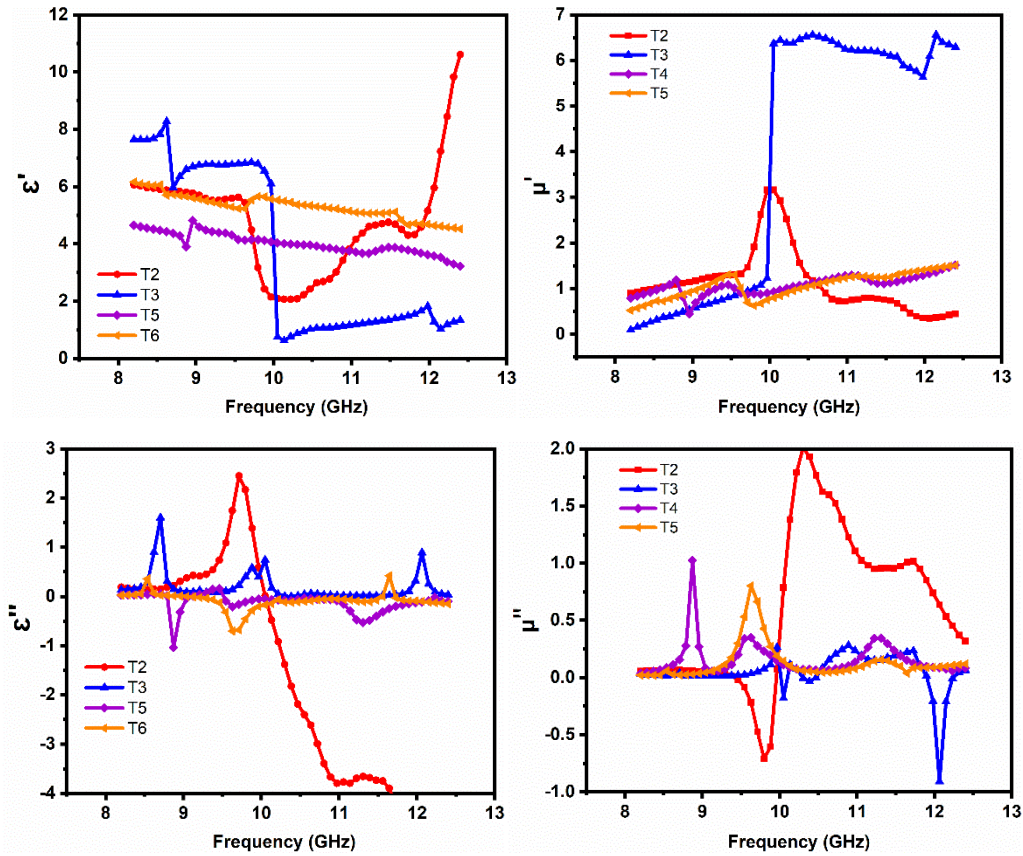 12
10
8
6
4
2
0
ε'
T2
T3
T5
T6
8 9 10 11 12 13
Frequency (GHz)
7
6
5
4
3
2
1
0
μ'
T2
T3
T4
T5
8 9 10 11 12 13
Frequency (GHz)
3
2
1
0
-1
-2
-3
-4
ε''
T2
T3
T5
T6
8 9 10 11 12 13
Frequency (GHz)
2.0
1.5
1.0
0.5
0.0
-0.5
-1.0
μ''
T2
T3
T4
T5
8 9 10 11 12 13
Frequency (GHz)